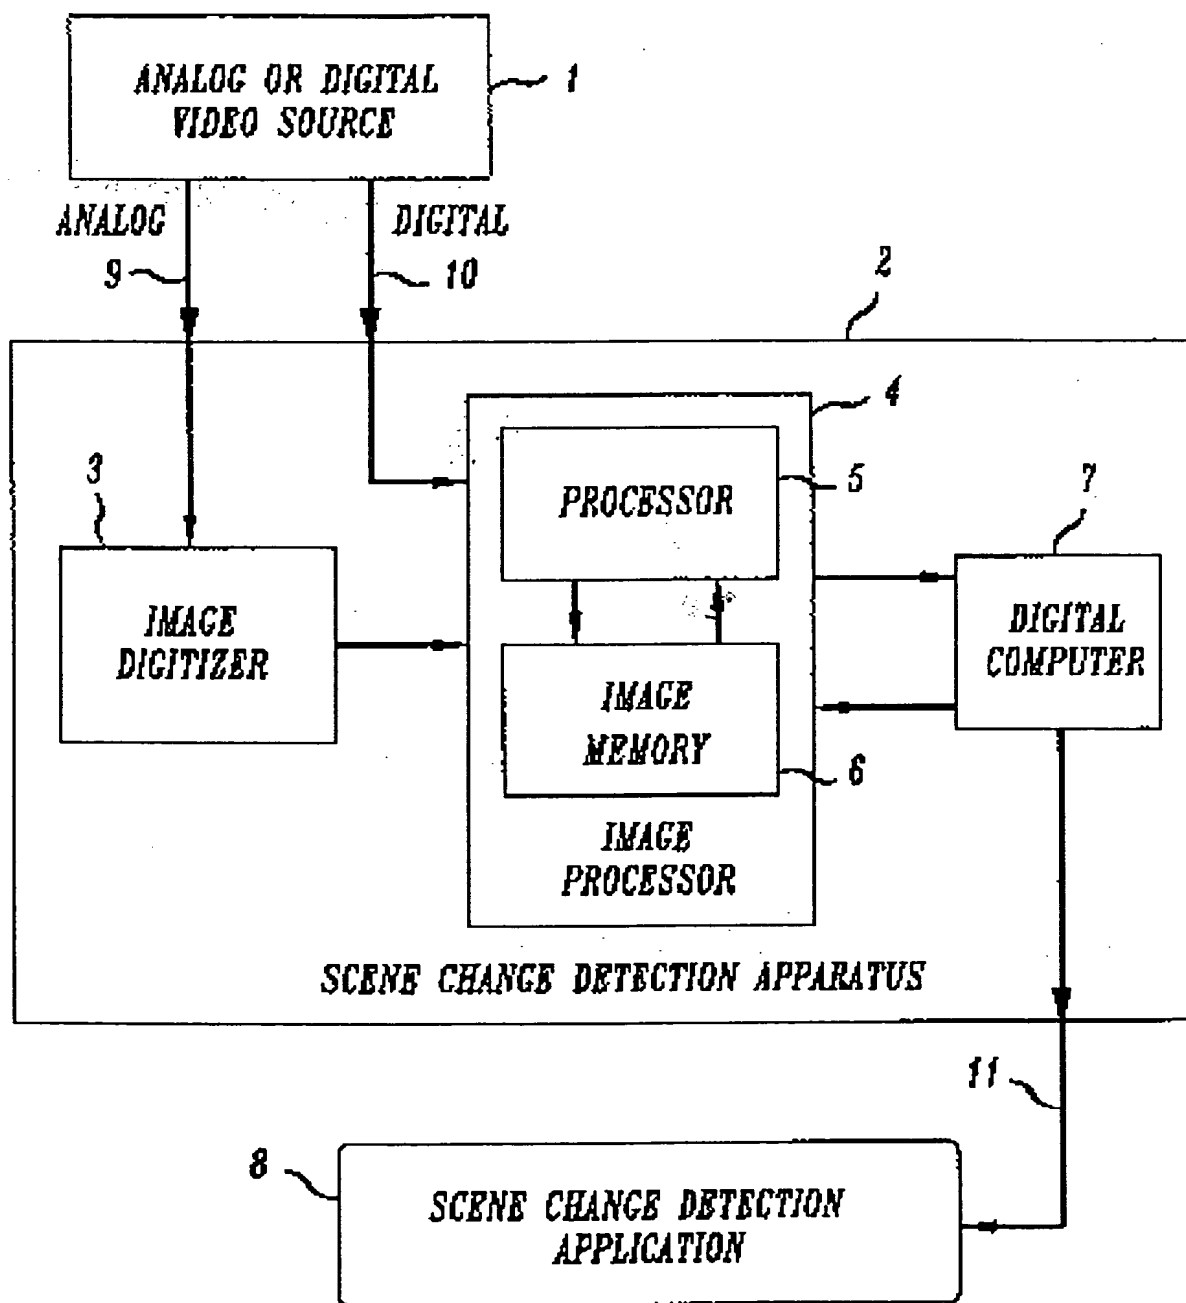 ANALOG OR DIGITAL
VIDEO SOURCE
1
ANALOG
DIGITAL
9
10
2
4
3
PROCESSOR
5
7
IMAGE
DIGITIZER
DIGITAL
COMPUTER
IMAGE
MEMORY
6
IMAGE
PROCESSOR
SCENE CHANGE DETECTION APPARATUS
11
8
SCENE CHANGE DETECTION
APPLICATION